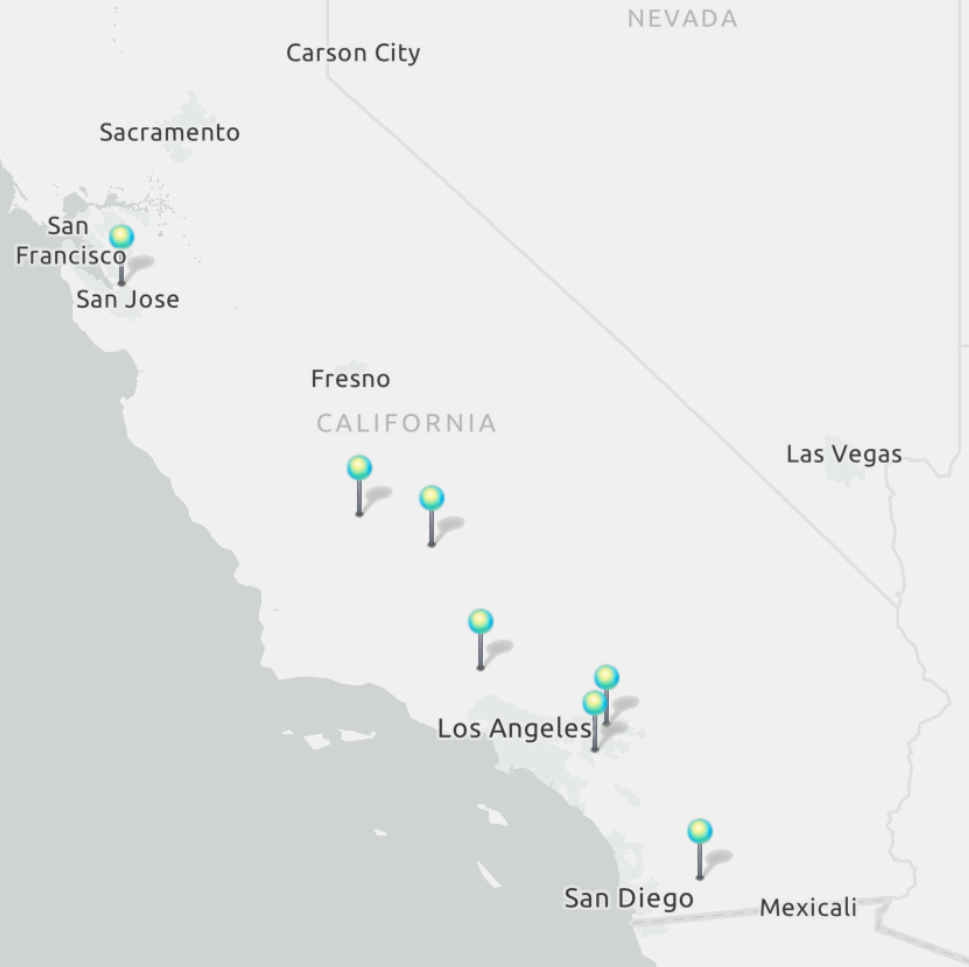 NEVADA
Carson City
Sacramento
San
Francisco
San Jose
Fresno
CALIFORNIA
Las Vegas
Los Angeles
San Diego
Mexicali